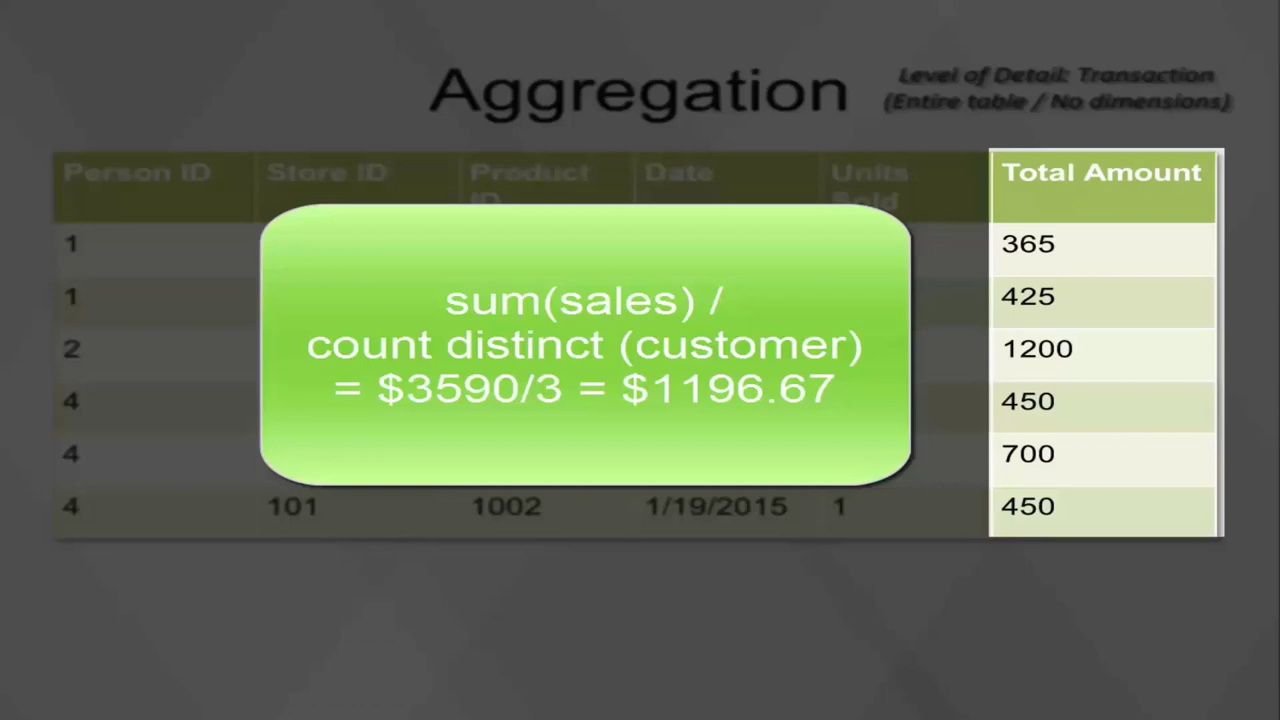 Aggregation
Level of Detail: Transaction
(Entire table / No dimensions)
Person ID Store ID Product ID Date Units Sold Total Amount
1 365
1 425
2 1200
4 450
4 700
4 101 1002 1/19/2015 1 450
sum(sales) /
count distinct (customer)
= $3590/3 = $1196.67